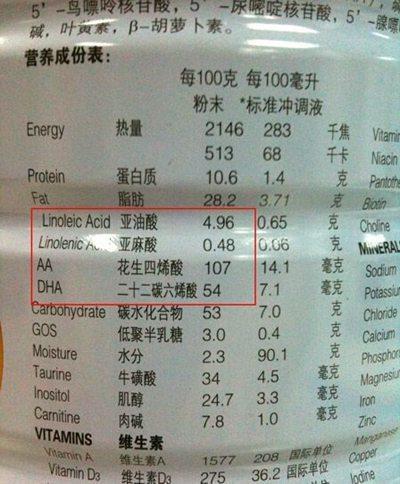 5'-鸟嘌呤核苷酸, 5'-尿嘧啶核苷酸, 5'-腺嘌
碱, 叶黄素, β-胡萝卜素.
营养成份表:
每100克 每100毫升
粉末 *标准冲调液
Energy 热量 2146 283 千焦 Vitamin
513 68 千卡 Niacin
Protein 蛋白质 10.6 1.4 克 Pantothe
Fat 脂肪 28.2 3.71 克 Biotin
Linoleic Acid 亚油酸 4.96 0.65 克 Choline
Linolenic Acid 亚麻酸 0.48 0.06 克 MINERALS
AA 花生四烯酸 107 14.1 毫克 Sodium
DHA 二十二碳六烯酸 54 7.1 毫克 Potassiu
Carbohydrate 碳水化合物 53 7.0 克 Chloride
GOS 低聚半乳糖 3.0 0.4 克 Calcium
Moisture 水分 2.3 90.1 克 Phosphor
Taurine 牛磺酸 34 4.5 毫克 Magnesiu
Inositol 肌醇 24.7 3.3 毫克 Iron
Carnitine 肉碱 7.8 1.0 毫克 Zinc
VITAMINS 维生素 Manganese
Vitamin A 维生素A 1577 208 国际单位 Copper
Vitamin D3 维生素D3 275 36.2 国际单位 Iodine